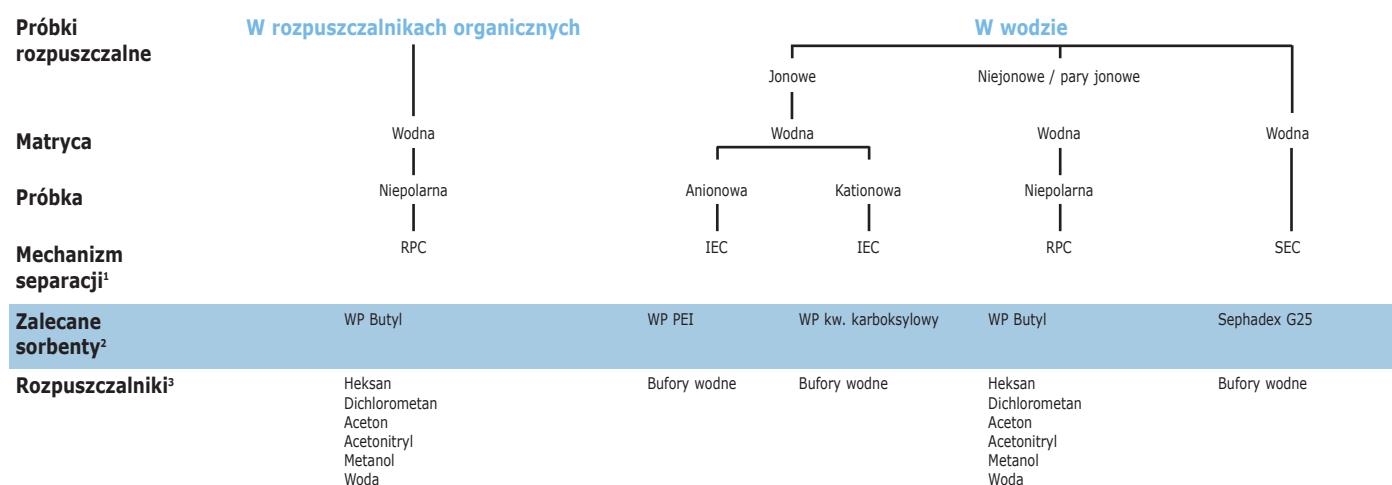 Próbki
rozpuszczalne
W rozpuszczalnikach organicznych
W wodzie
Jonowe
Niejonowe / pary jonowe
Matryca
Wodna
Wodna
Wodna
Wodna
Próbka
Niepolarna
Anionowa
Kationowa
Niepolarna
Mechanizm
separacji¹
RPC
IEC
IEC
RPC
SEC
Zalecane
sorbenty²
WP Butyl
WP PEI
WP kw. karboksylowy
WP Butyl
Sephadex G25
Rozpuszczalniki³
Heksan
Dichlorometan
Aceton
Acetonitryl
Metanol
Woda
Bufory wodne
Bufory wodne
Heksan
Dichlorometan
Aceton
Acetonitryl
Metanol
Woda
Bufory wodne